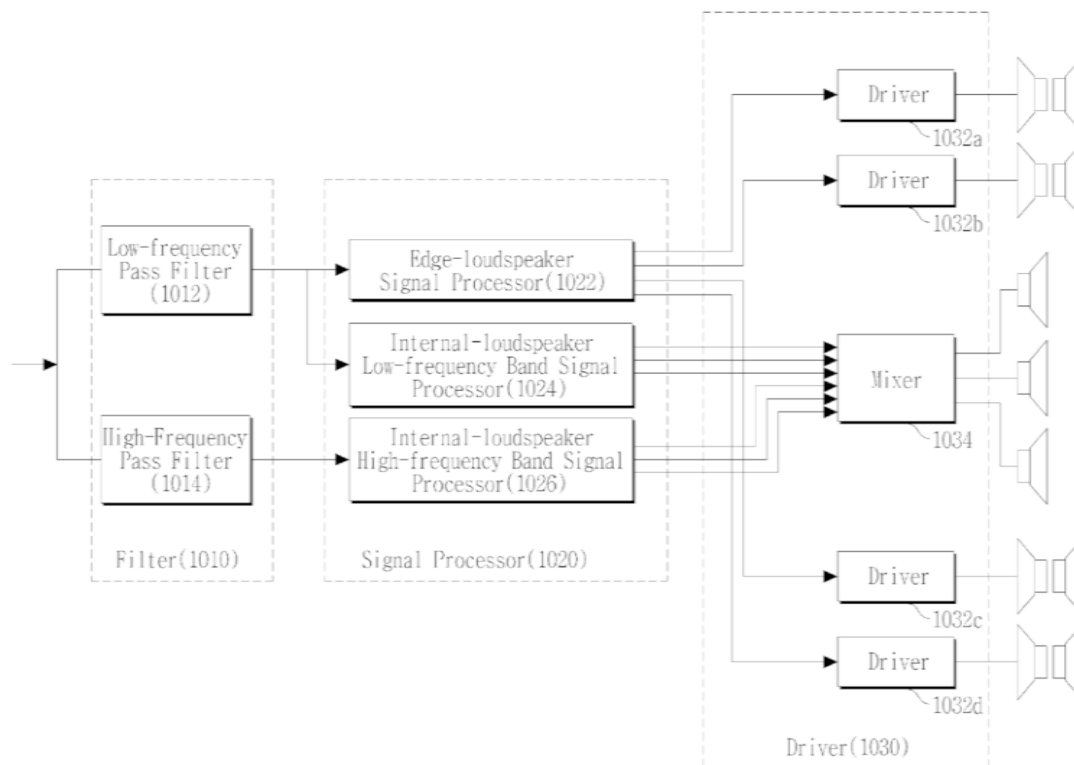 Low-frequency
Pass Filter
(1012)
High-Frequency
Pass Filter
(1014)
Filter(1010)
Edge-loudspeaker
Signal Processor(1022)
Internal-loudspeaker
Low-frequency Band Signal
Processor(1024)
Internal-loudspeaker
High-frequency Band Signal
Processor(1026)
Signal Processor(1020)
Driver
1032a
Driver
1032b
Mixer
1034
Driver
1032c
Driver
1032d
Driver(1030)